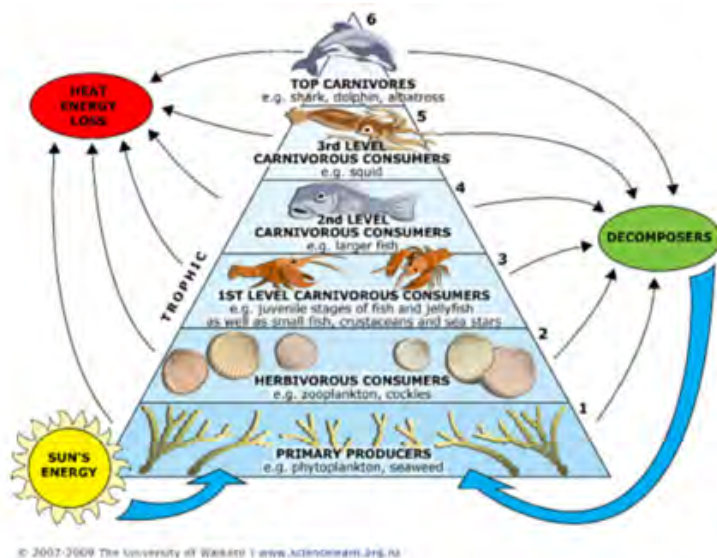 6
TOP CARNIVORES
e.g. shark, dolphin, albatross
HEAT
ENERGY
LOSS
5
3rd LEVEL
CARNIVOROUS CONSUMERS
e.g. squid
4
2nd LEVEL
CARNIVOROUS CONSUMERS
e.g. larger fish
DECOMPOSERS
TROPHIC
3
1ST LEVEL CARNIVOROUS CONSUMERS
e.g. juvenile stages of fish and jellyfish
as well as small fish, crustaceans and sea stars
2
HERBIVOROUS CONSUMERS
e.g. zooplankton, cockles
1
SUN'S
ENERGY
PRIMARY PRODUCERS
e.g. phytoplankton, seaweed
© 2007-2009 The University of Waikato | www.sciencelearn.org.nz